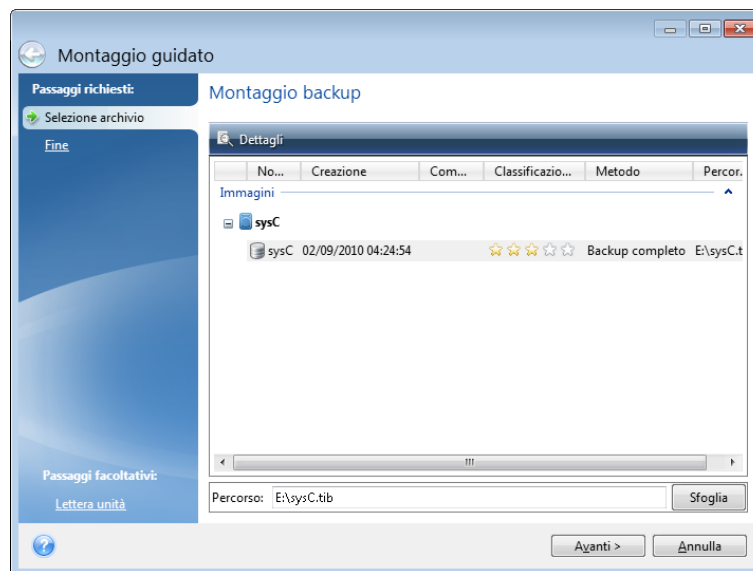 Montaggio guidato
Passaggi richiesti:
Selezione archivio
Fine
Passaggi facoltativi:
Lettera unità
Montaggio backup
Dettagli
No... Creazione Com... Classificazio... Metodo Percor.
Immagini
sysC
sysC 02/09/2010 04:24:54 Backup completo E:\sysC.t
Percorso: E:\sysC.tib Sfoglia
Avanti > Annulla